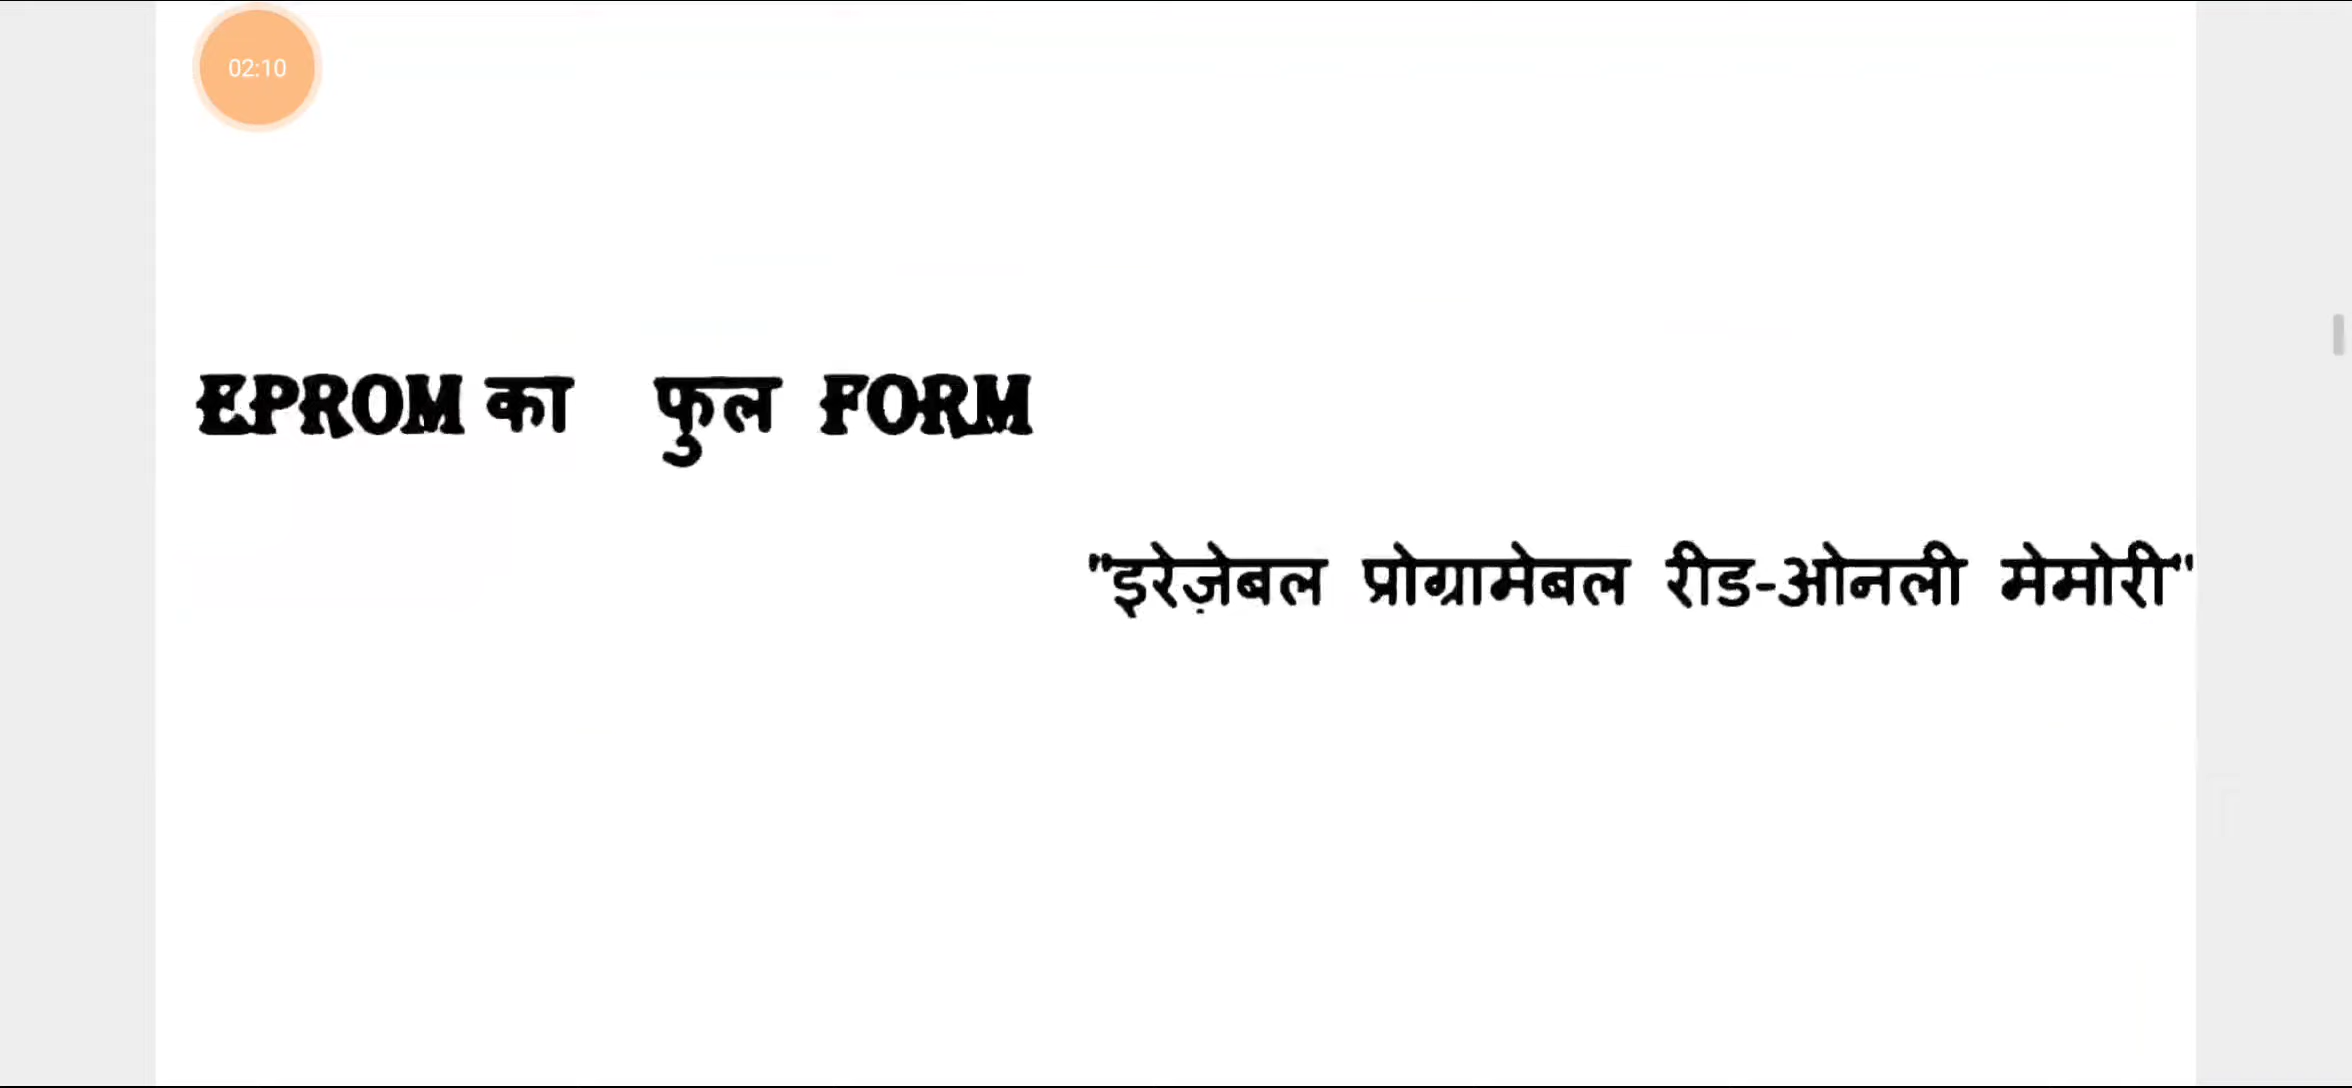 02:10
EPROM का फुल FORM
"इरेज़ेबल प्रोग्रामेबल रीड-ओनली मेमोरी"